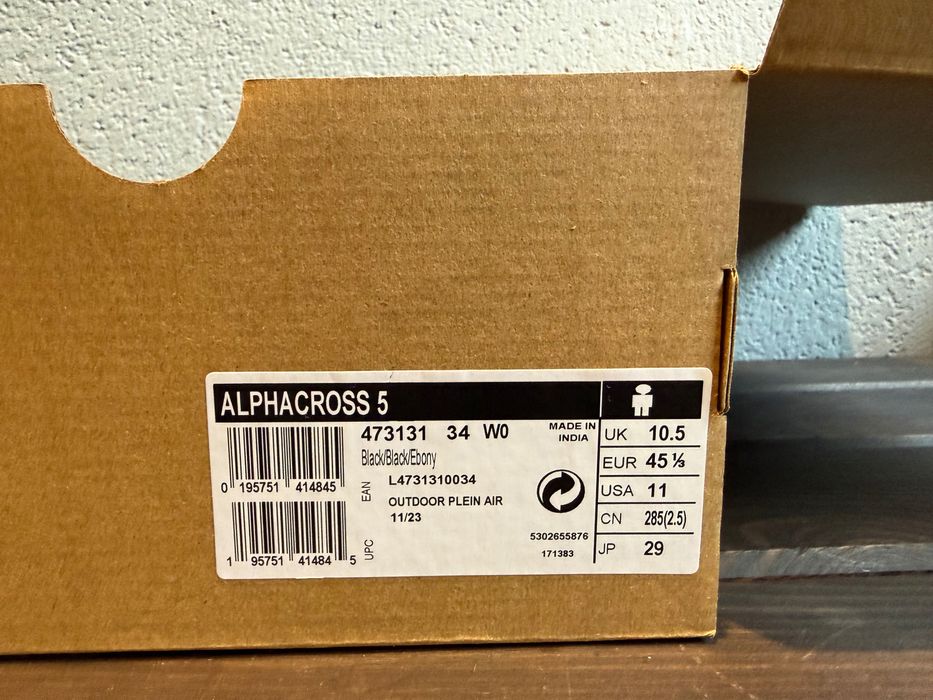 ALPHACROSS 5
473131 34 W0
Black/Black/Ebony
L4731310034
OUTDOOR PLEIN AIR
11/23
MADE IN
INDIA
0 195751 414845
EAN
1 95751 41484 5
UPC
5302655876
171383
UK 10.5
EUR 45 ⅓
USA 11
CN 285(2.5)
JP 29